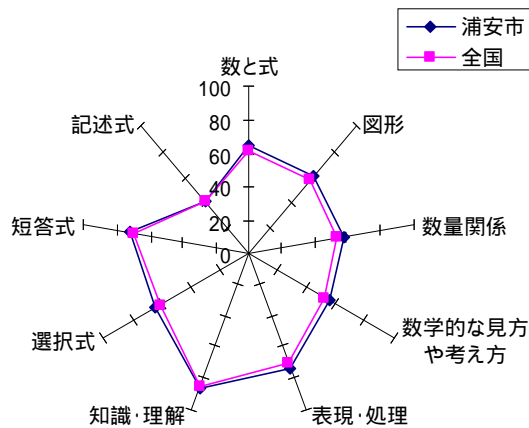 浦安市
全国
数と式
100
80
60
40
20
0
図形
数量関係
数学的な見方
や考え方
表現・処理
知識・理解
選択式
短答式
記述式